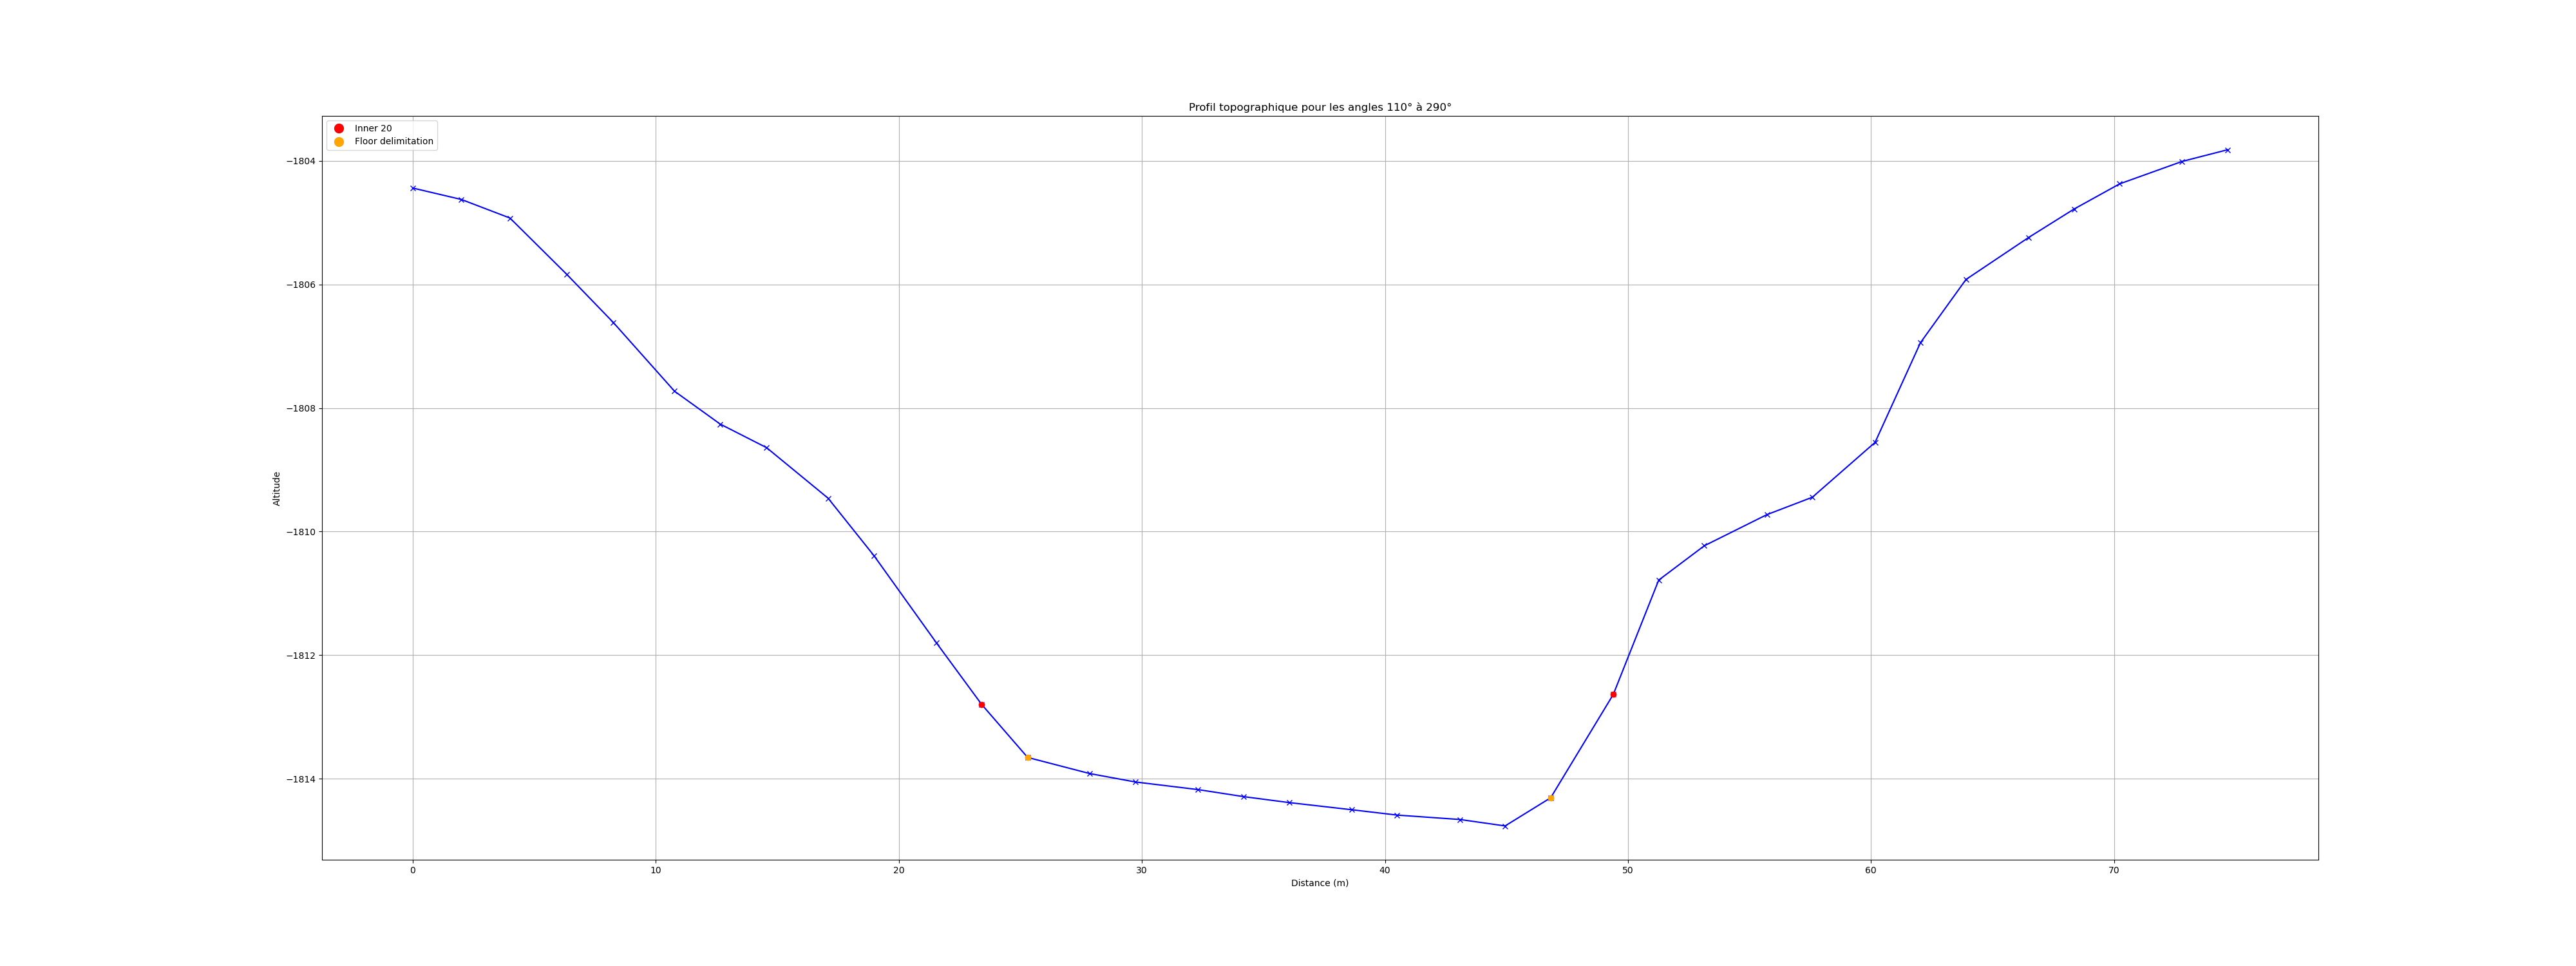 Profil topographique pour les angles 110° à 290°
Inner 20
Floor delimitation
−1804
−1806
−1808
−1810
−1812
−1814
Altitude
0 10 20 30 40 50 60 70
Distance (m)